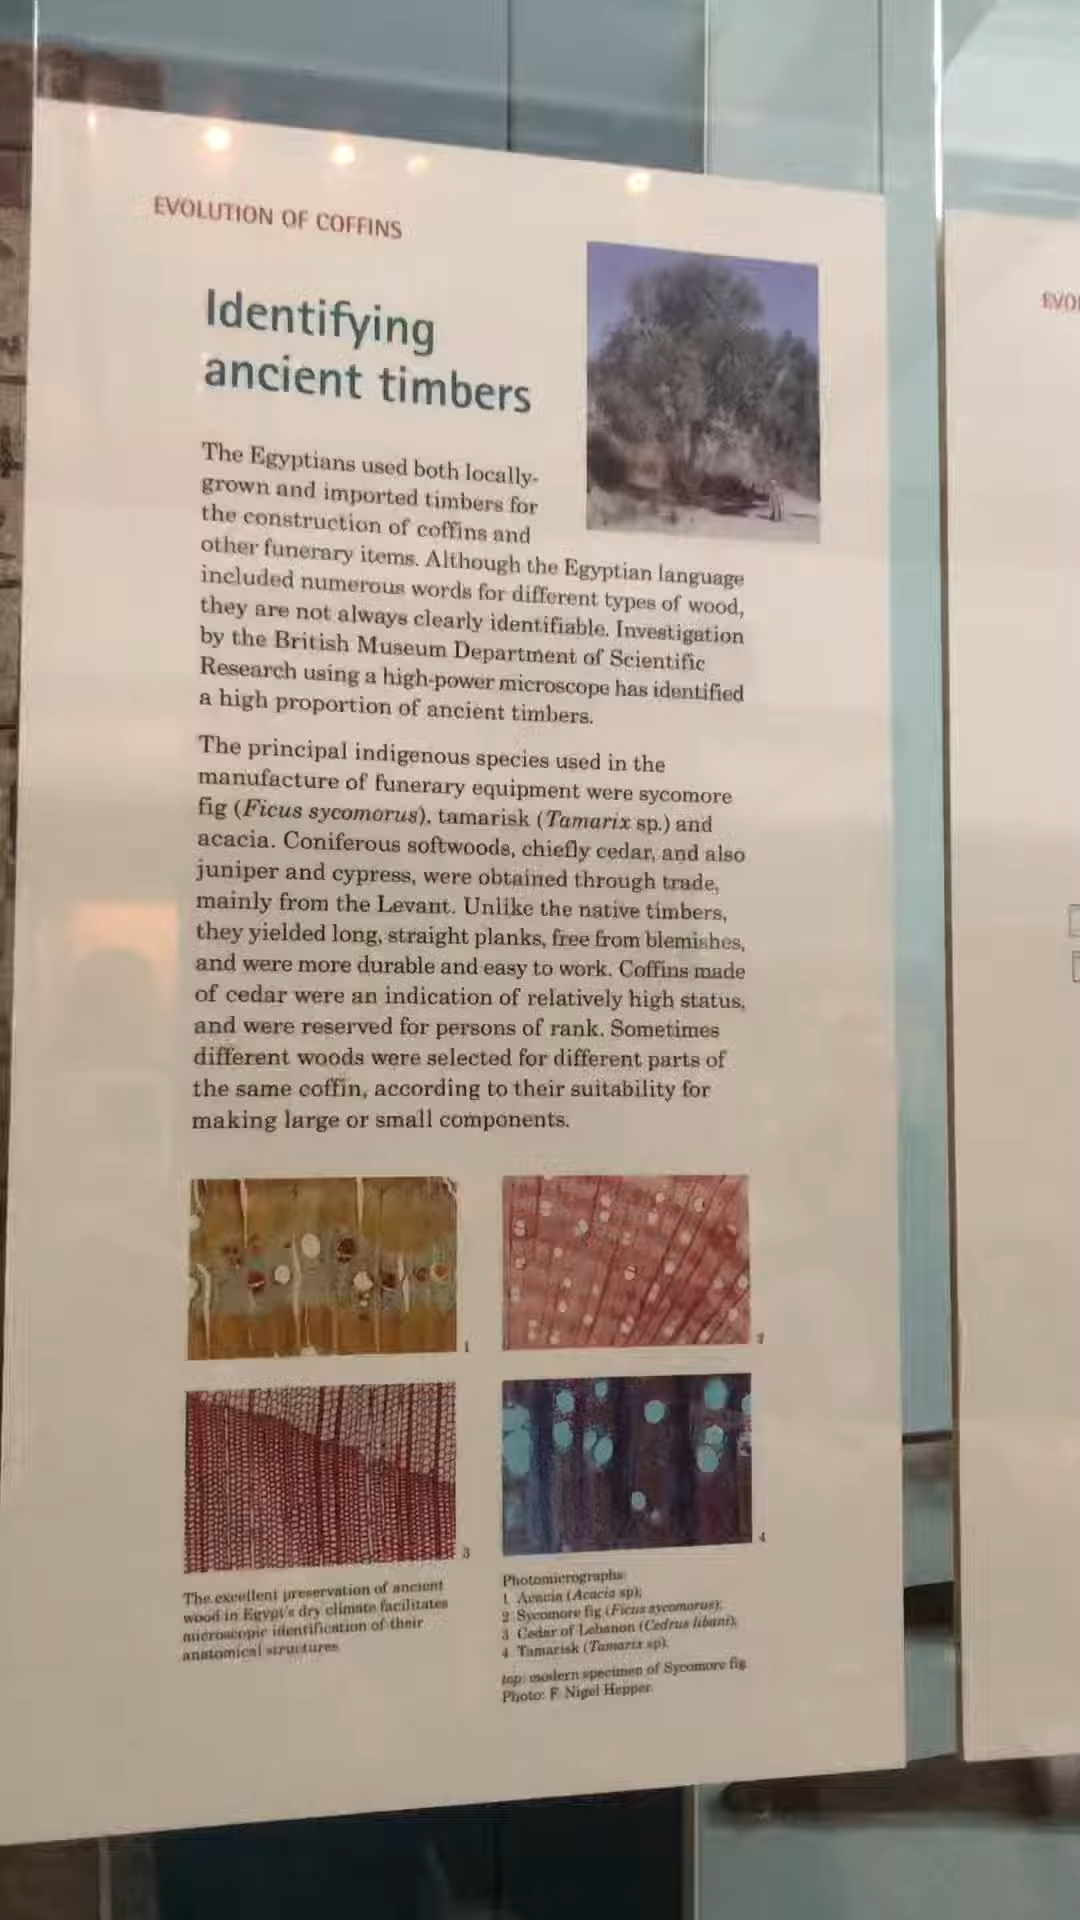 EVOLUTION OF COFFINS
Identifying
ancient timbers
The Egyptians used both locally-
grown and imported timbers for
the construction of coffins and
other funerary items. Although the Egyptian language
included numerous words for different types of wood,
they are not always clearly identifiable. Investigation
by the British Museum Department of Scientific
Research using a high-power microscope has identified
a high proportion of ancient timbers.
The principal indigenous species used in the
manufacture of funerary equipment were sycomore
fig (Ficus sycomorus), tamarisk (Tamarix sp.) and
acacia. Coniferous softwoods, chiefly cedar, and also
juniper and cypress, were obtained through trade,
mainly from the Levant. Unlike the native timbers,
they yielded long, straight planks, free from blemishes,
and were more durable and easy to work. Coffins made
of cedar were an indication of relatively high status,
and were reserved for persons of rank. Sometimes
different woods were selected for different parts of
the same coffin, according to their suitability for
making large or small components.
1
2
3
4
The excellent preservation of ancient
wood in Egypt's dry climate facilitates
microscopic identification of their
anatomical structures
Photomicrographs:
1 Acacia (Acacia sp);
2 Sycomore fig (Ficus sycomorus);
3 Cedar of Lebanon (Cedrus libani);
4 Tamarisk (Tamarix sp).
top: modern specimen of Sycomore fig
Photo: F. Nigel Hepper